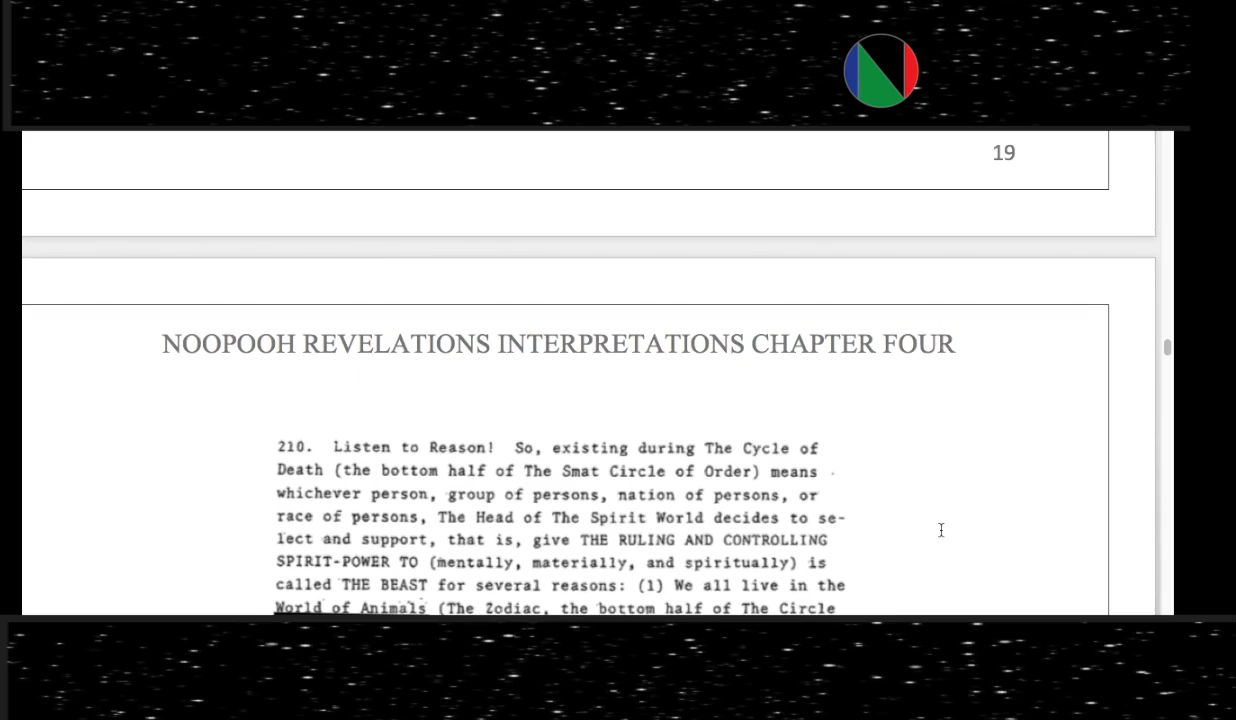 19
NOOPOOH REVELATIONS INTERPRETATIONS CHAPTER FOUR
210. Listen to Reason! So, existing during The Cycle of
Death (the bottom half of The Smat Circle of Order) means
whichever person, group of persons, nation of persons, or
race of persons, The Head of The Spirit World decides to se-
lect and support, that is, give THE RULING AND CONTROLLING
SPIRIT-POWER TO (mentally, materially, and spiritually) is
called THE BEAST for several reasons: (1) We all live in the
World of Animals (The Zodiac, the bottom half of The Circle